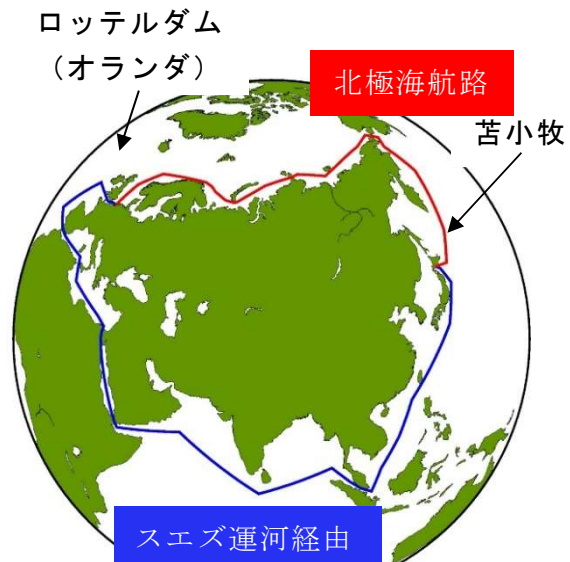 ロッテルダム
（オランダ）
北極海航路
苫小牧
スエズ運河経由